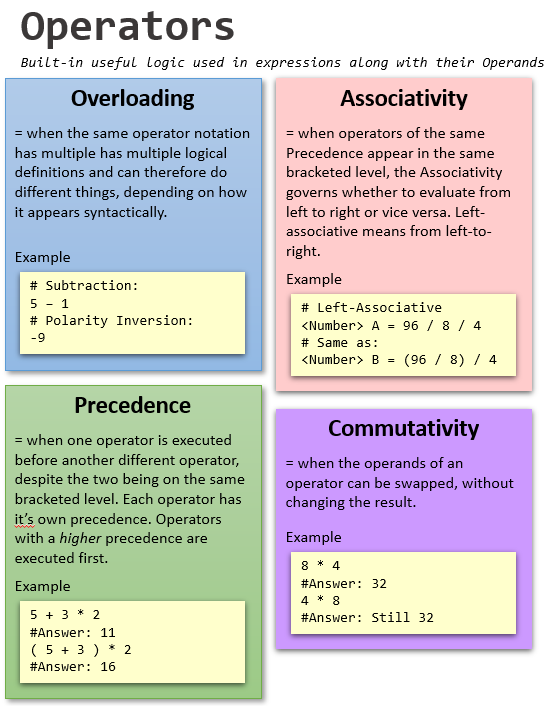 Operators
Built-in useful logic used in expressions along with their Operands
Overloading
= when the same operator notation
has multiple has multiple logical
definitions and can therefore do
different things, depending on how
it appears syntactically.
Example
# Subtraction:
5 – 1
# Polarity Inversion:
-9
Associativity
= when operators of the same
Precedence appear in the same
bracketed level, the Associativity
governs whether to evaluate from
left to right or vice versa. Left-
associative means from left-to-
right.
Example
# Left-Associative
<Number> A = 96 / 8 / 4
# Same as:
<Number> B = (96 / 8) / 4
Precedence
= when one operator is executed
before another different operator,
despite the two being on the same
bracketed level. Each operator has
it’s own precedence. Operators
with a higher precedence are
executed first.
Example
5 + 3 * 2
#Answer: 11
( 5 + 3 ) * 2
#Answer: 16
Commutativity
= when the operands of an
operator can be swapped, without
changing the result.
Example
8 * 4
#Answer: 32
4 * 8
#Answer: Still 32